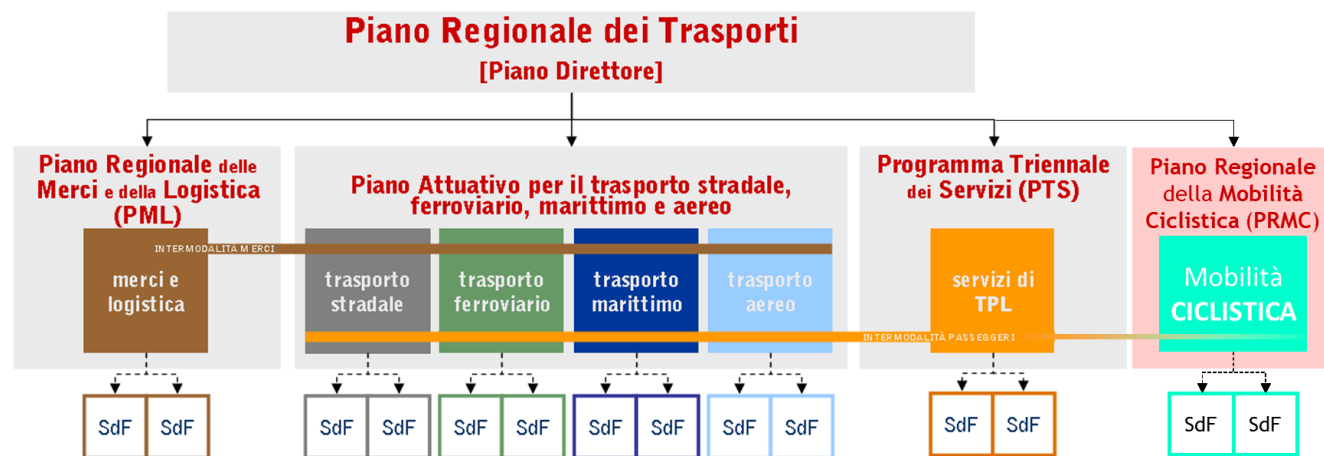 Piano Regionale dei Trasporti
[Piano Direttore]
Piano Regionale delle
Merci e della Logistica
(PML)
Piano Attuativo per il trasporto stradale,
ferroviario, marittimo e aereo
Programma Triennale
dei Servizi (PTS)
Piano Regionale
della Mobilità
Ciclistica (PRMC)
INTERMODALITÀ MERCI
merci e
logistica
trasporto
stradale
trasporto
ferroviario
trasporto
marittimo
trasporto
aereo
servizi di
TPL
Mobilità
CICLISTICA
INTERMODALITÀ PASSEGGERI
SdF SdF SdF SdF SdF SdF SdF SdF SdF SdF SdF SdF SdF SdF